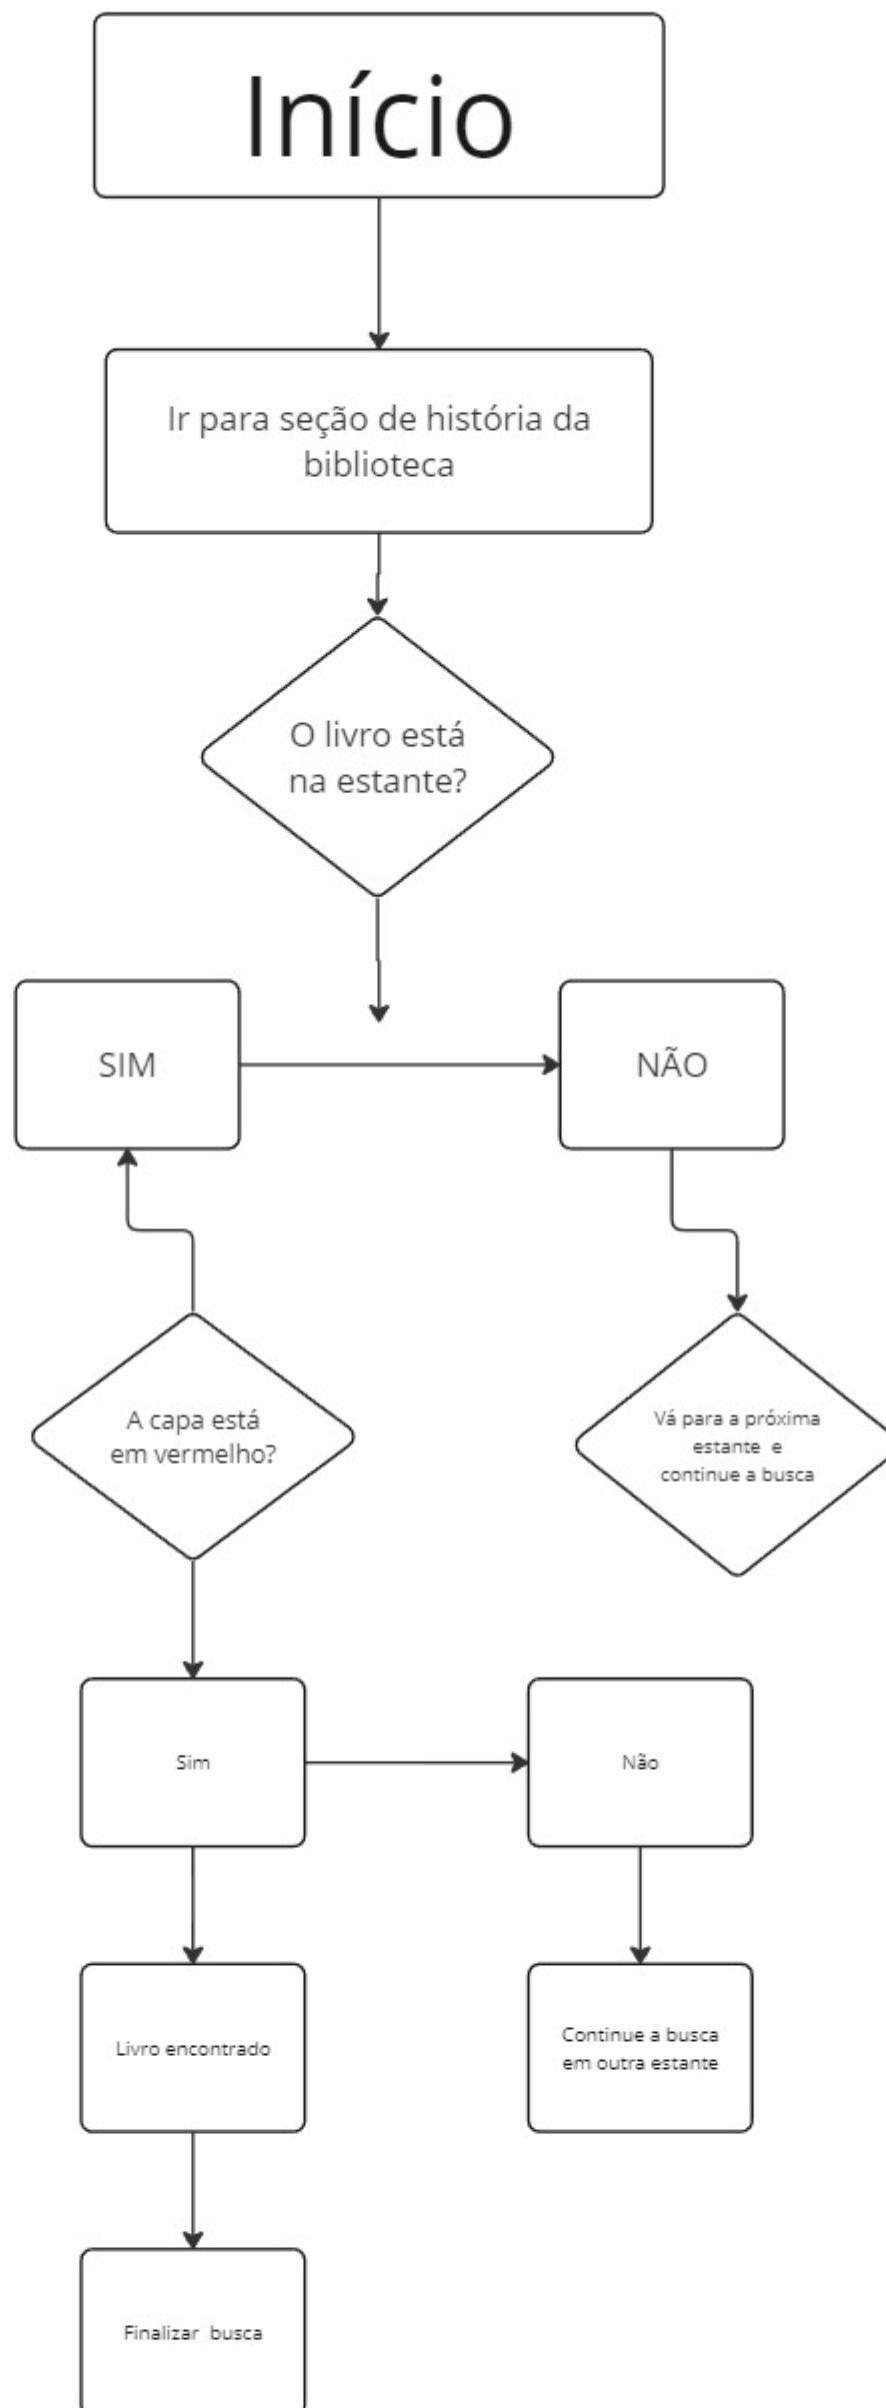 Início
Ir para seção de história da
biblioteca
O livro está
na estante?
SIM
NÃO
A capa está
em vermelho?
Vá para a próxima
estante e
continue a busca
Sim
Não
Livro encontrado
Continue a busca
em outra estante
Finalizar busca